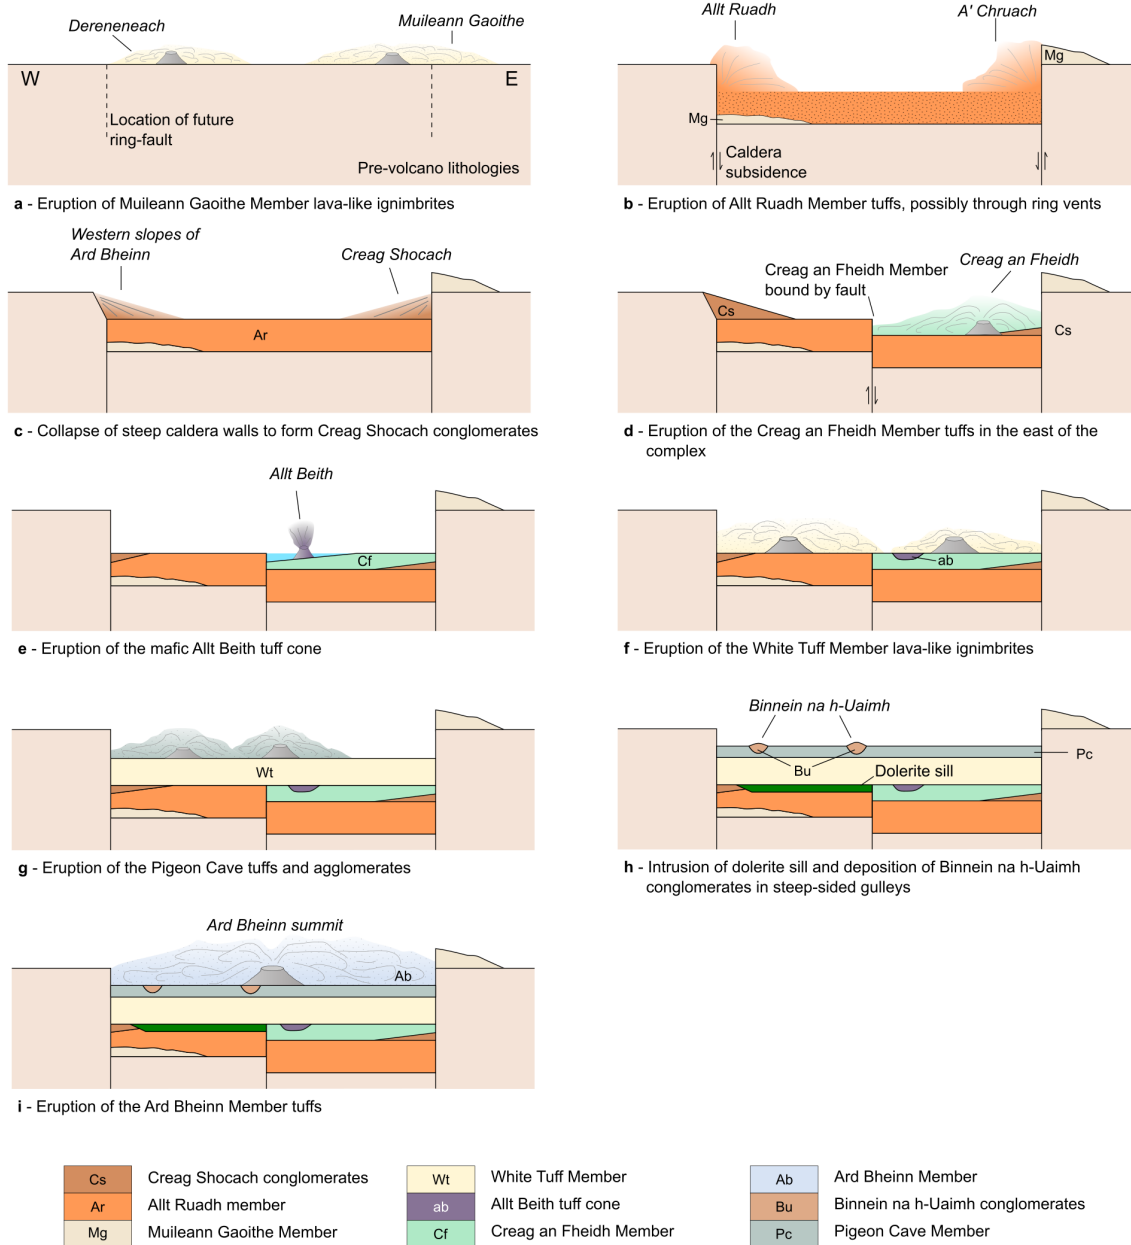 Dereneneach
Muileann Gaoithe
W
E
Location of future
ring-fault
Pre-volcano lithologies
a - Eruption of Muileann Gaoithe Member lava-like ignimbrites
Allt Ruadh
A' Chruach
Mg
Mg
Caldera
subsidence
b - Eruption of Allt Ruadh Member tuffs, possibly through ring vents
Western slopes of
Ard Bheinn
Creag Shocach
Ar
c - Collapse of steep caldera walls to form Creag Shocach conglomerates
Creag an Fheidh Member
bound by fault
Creag an Fheidh
Cs
Cs
d - Eruption of the Creag an Fheidh Member tuffs in the east of the
complex
Allt Beith
Cf
e - Eruption of the mafic Allt Beith tuff cone
ab
f - Eruption of the White Tuff Member lava-like ignimbrites
Wt
g - Eruption of the Pigeon Cave tuffs and agglomerates
Binnein na h-Uaimh
Pc
Bu
Dolerite sill
h - Intrusion of dolerite sill and deposition of Binnein na h-Uaimh
conglomerates in steep-sided gulleys
Ard Bheinn summit
Ab
i - Eruption of the Ard Bheinn Member tuffs
Cs Creag Shocach conglomerates
Ar Allt Ruadh member
Mg Muileann Gaoithe Member
Wt White Tuff Member
ab Allt Beith tuff cone
Cf Creag an Fheidh Member
Ab Ard Bheinn Member
Bu Binnein na h-Uaimh conglomerates
Pc Pigeon Cave Member